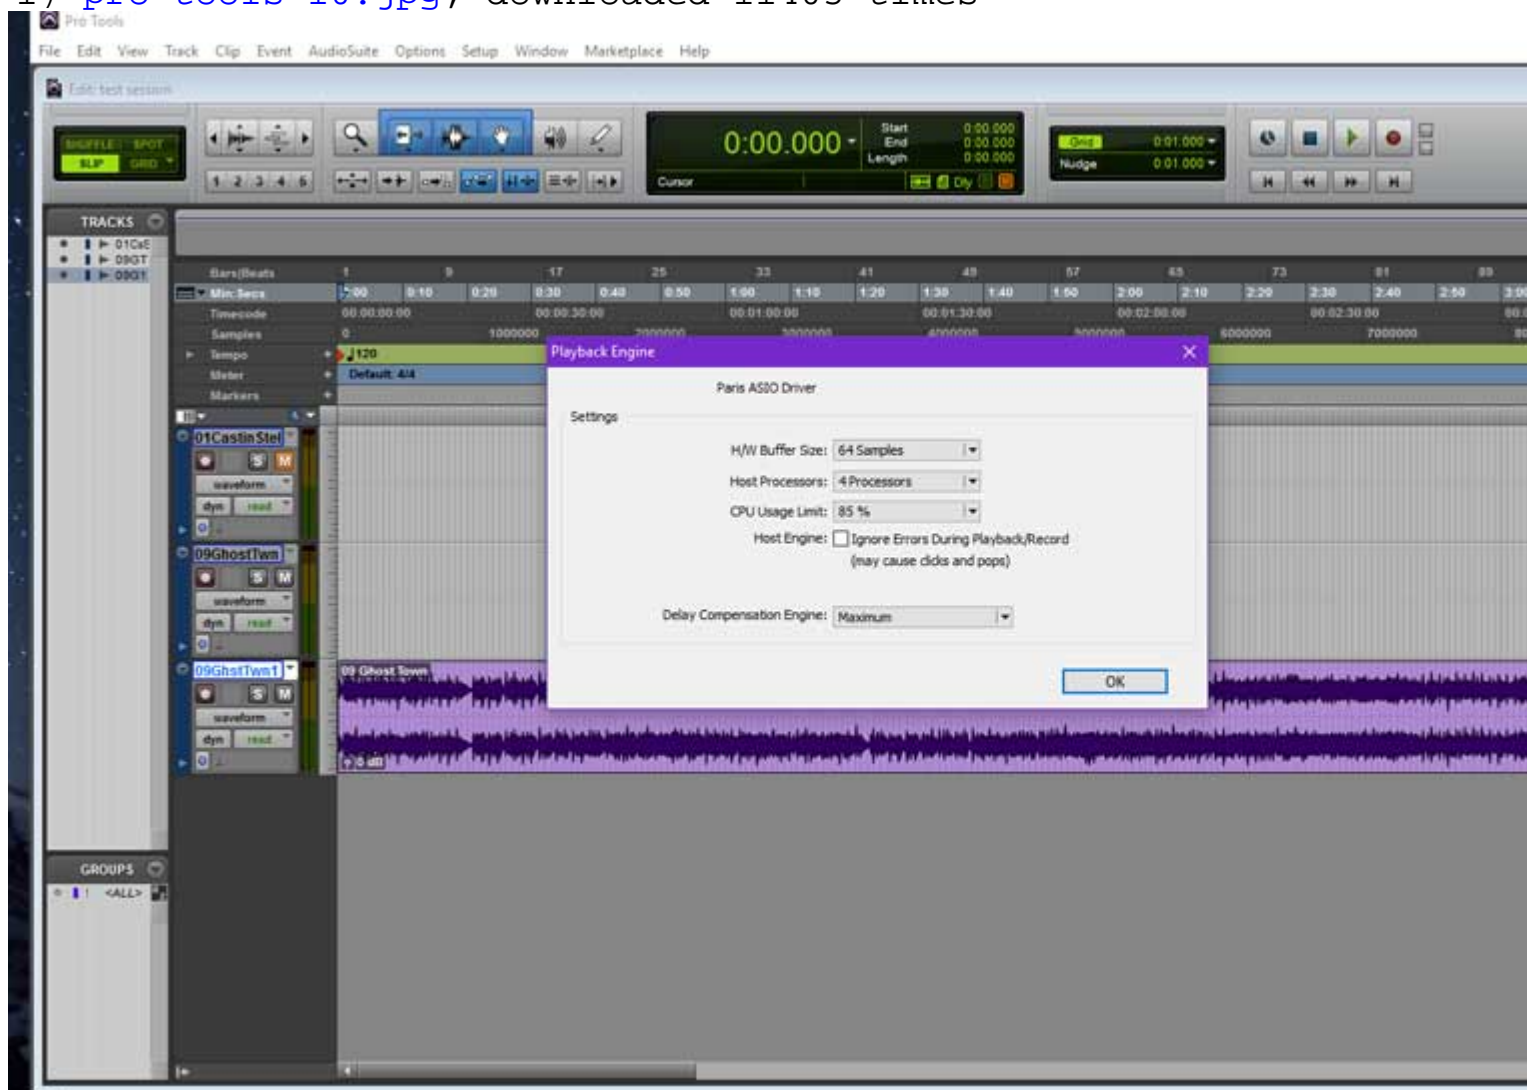 Pro Tools
File Edit View Track Clip Event AudioSuite Options Setup Window Marketplace Help
Edit: test session
SHUFFLE SPOT
SLIP GRID
1 2 3 4 5
0:00.000
Start 0:00.000
End 0:00.000
Length 0:00.000
Cursor
Dly
Grid 0:01.000
Nudge 0:01.000
TRACKS
01CsS
09GT
09GT
Bars|Beats 1 9 17 25 33 41 49 57 65 73 81 89
Min:Secs 0:00 0:10 0:20 0:30 0:40 0:50 1:00 1:10 1:20 1:30 1:40 1:50 2:00 2:10 2:20 2:30 2:40 2:50 3:00
Timecode 00:00:00:00 00:00:30:00 00:01:00:00 00:01:30:00 00:02:00:00 00:02:30:00
Samples 0 1000000 2000000 3000000 4000000 5000000 6000000 7000000
Tempo 120
Meter Default: 4/4
Markers
Playback Engine
Paris ASIO Driver
Settings
H/W Buffer Size: 64 Samples
Host Processors: 4 Processors
CPU Usage Limit: 85 %
Host Engine: Ignore Errors During Playback/Record
(may cause clicks and pops)
Delay Compensation Engine: Maximum
OK
01CastinStel
S M
waveform
dyn read
09GhostTwn
S M
waveform
dyn read
09GhstTwn1
S M
waveform
dyn read
09 Ghost Town
0 dB
GROUPS
! <ALL>